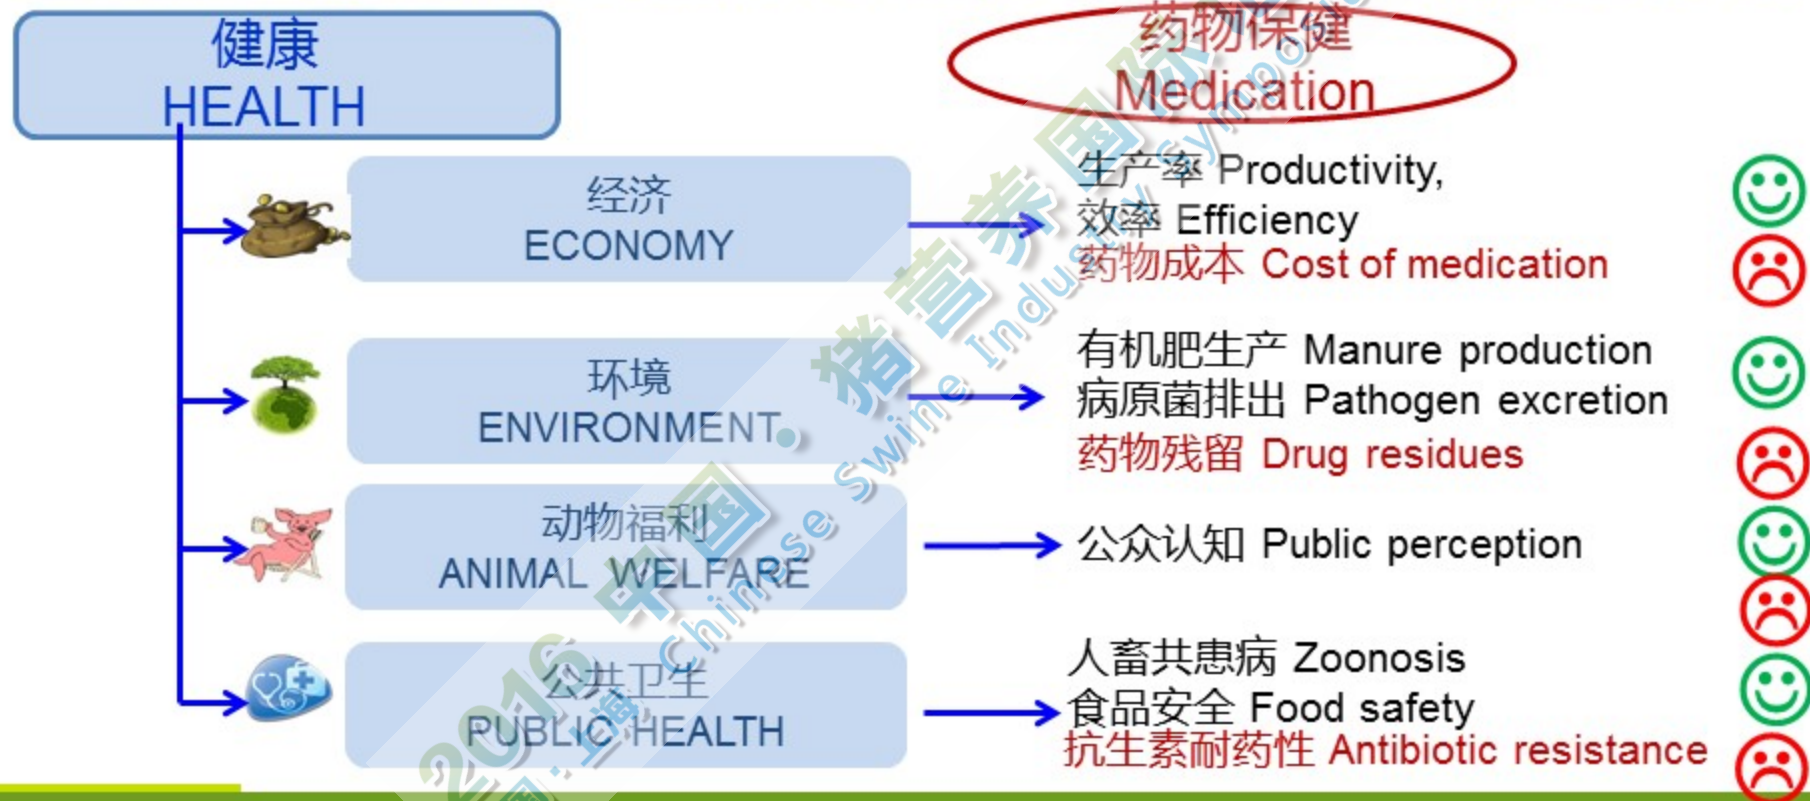 健康
HEALTH
药物保健
Medication
经济
ECONOMY
生产率 Productivity,
效率 Efficiency
药物成本 Cost of medication
环境
ENVIRONMENT
有机肥生产 Manure production
病原菌排出 Pathogen excretion
药物残留 Drug residues
动物福利
ANIMAL WELFARE
公众认知 Public perception
公共卫生
PUBLIC HEALTH
人畜共患病 Zoonosis
食品安全 Food safety
抗生素耐药性 Antibiotic resistance
2016 中国·猪营养国际
国·上海 Chinese Swine Industry